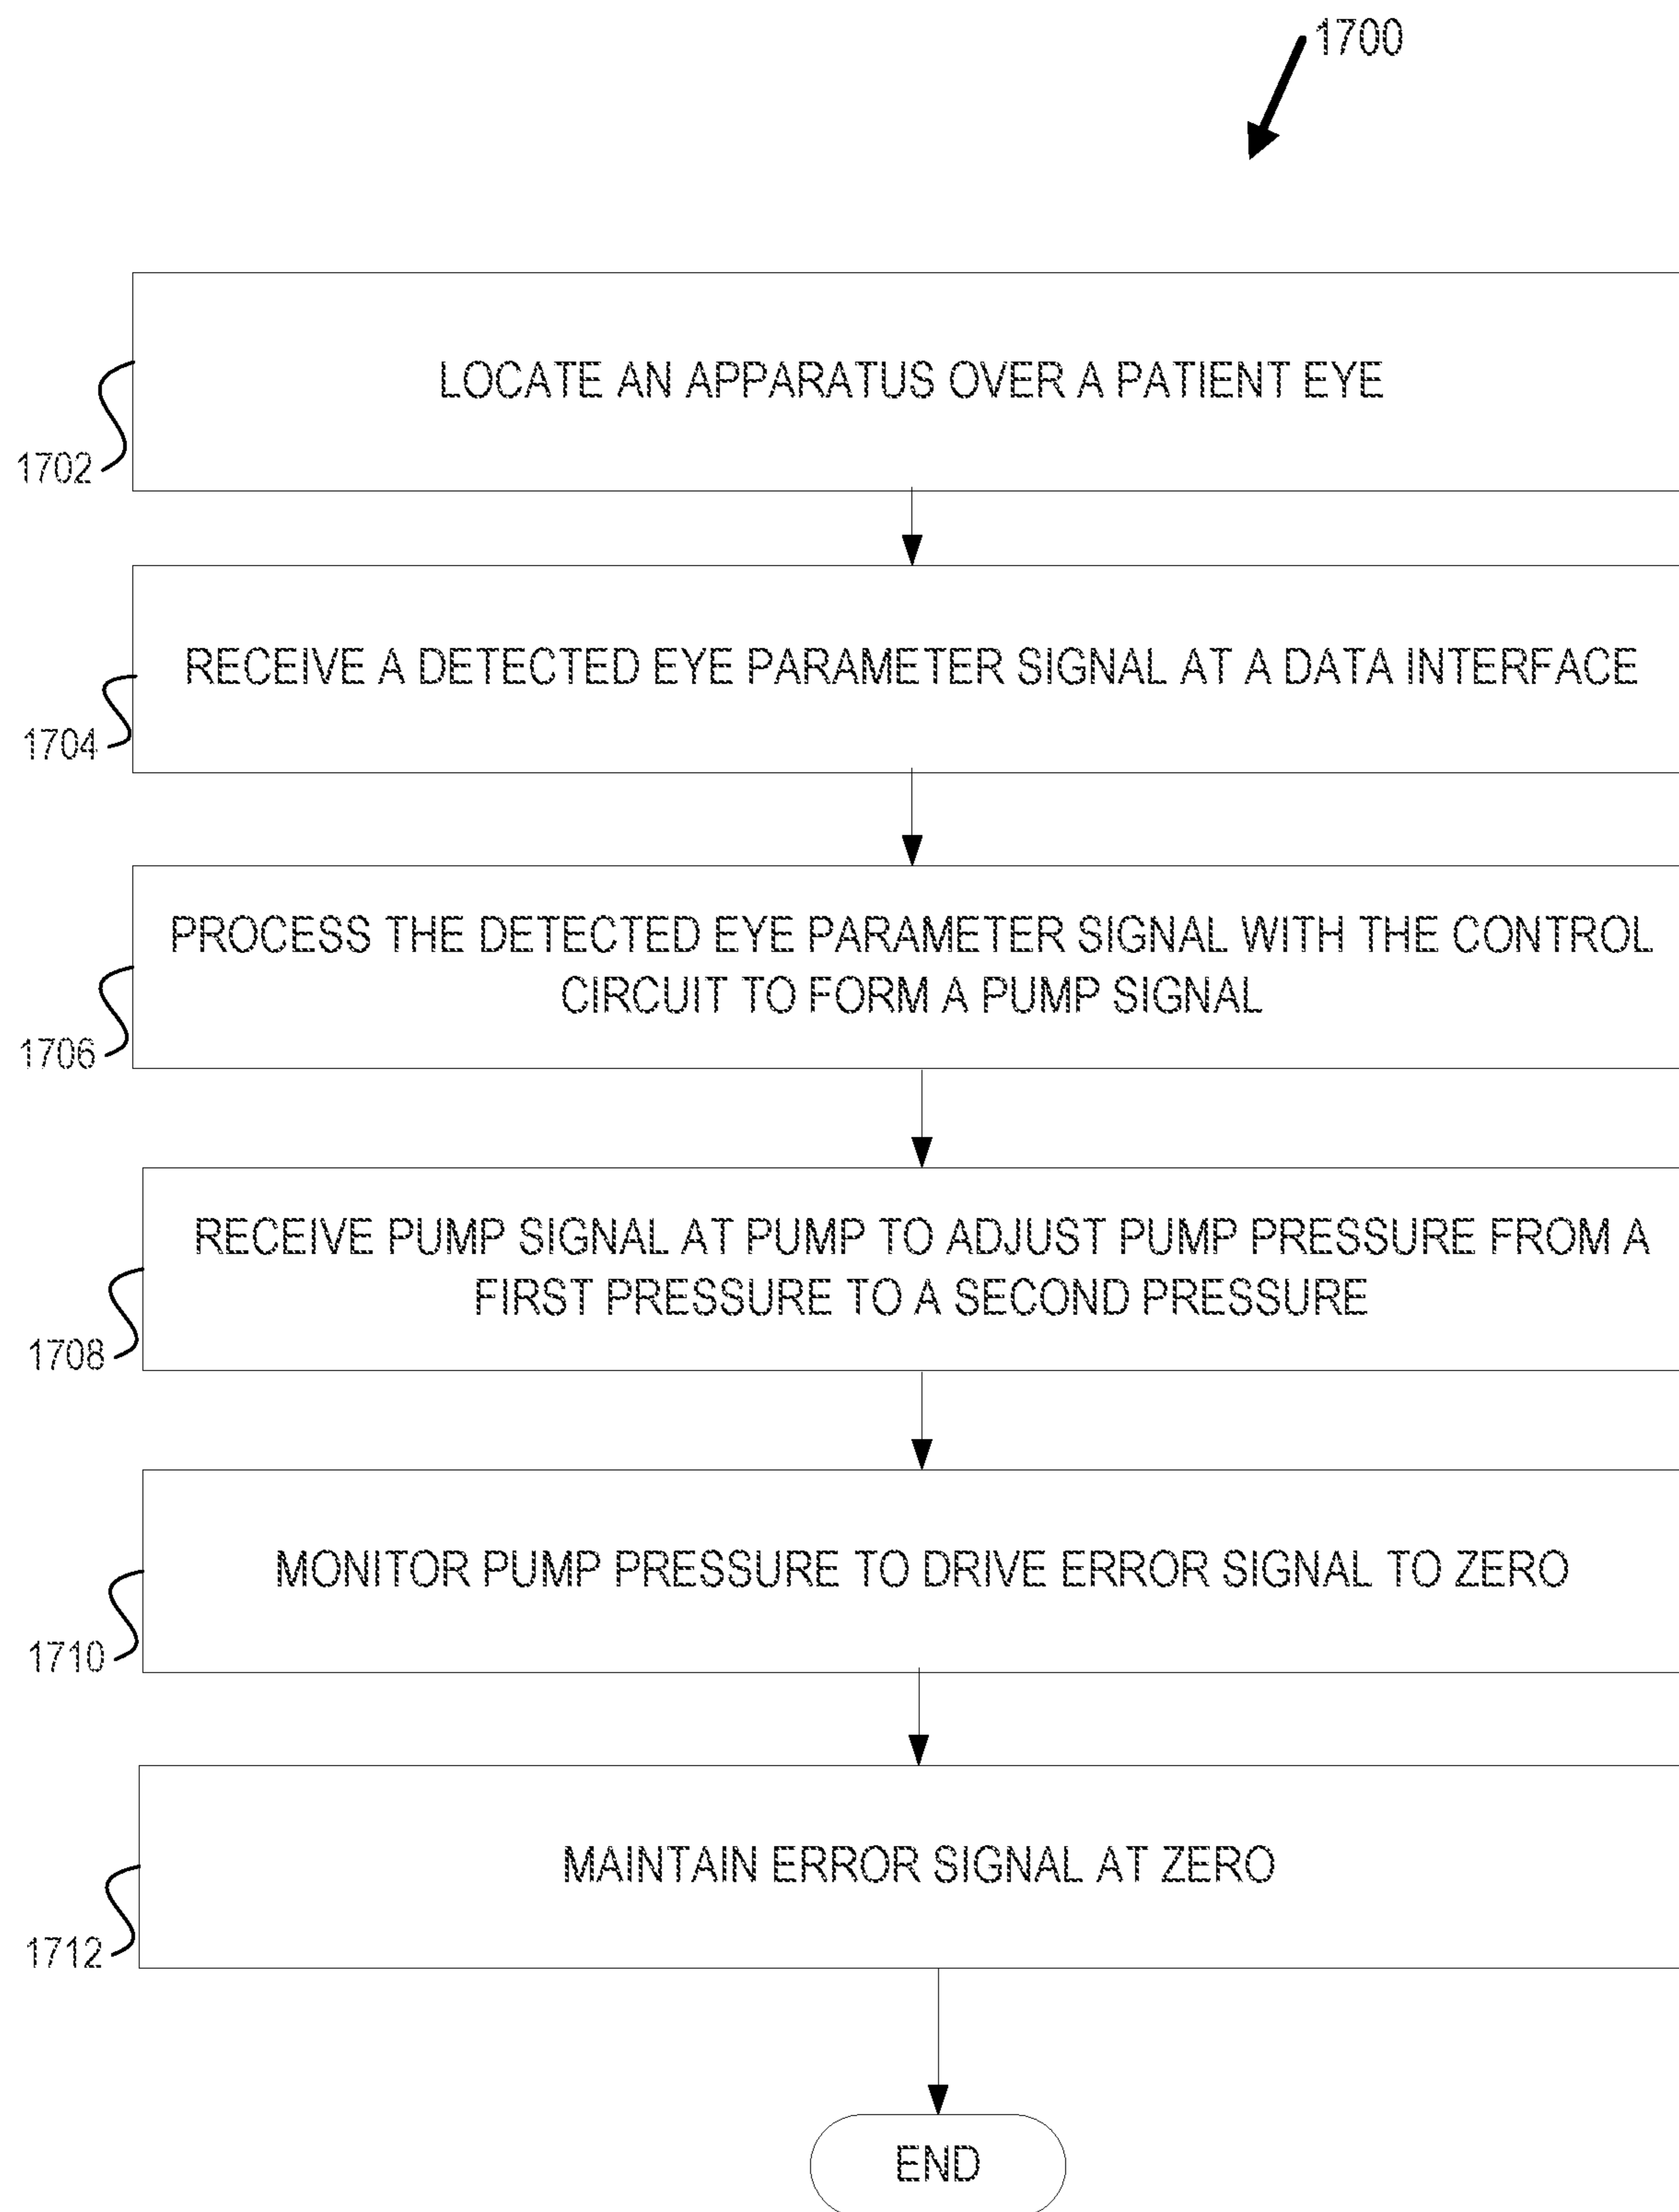 1700
LOCATE AN APPARATUS OVER A PATIENT EYE
1702
RECEIVE A DETECTED EYE PARAMETER SIGNAL AT A DATA INTERFACE
1704
PROCESS THE DETECTED EYE PARAMETER SIGNAL WITH THE CONTROL
CIRCUIT TO FORM A PUMP SIGNAL
1706
RECEIVE PUMP SIGNAL AT PUMP TO ADJUST PUMP PRESSURE FROM A
FIRST PRESSURE TO A SECOND PRESSURE
1708
MONITOR PUMP PRESSURE TO DRIVE ERROR SIGNAL TO ZERO
1710
MAINTAIN ERROR SIGNAL AT ZERO
1712
END